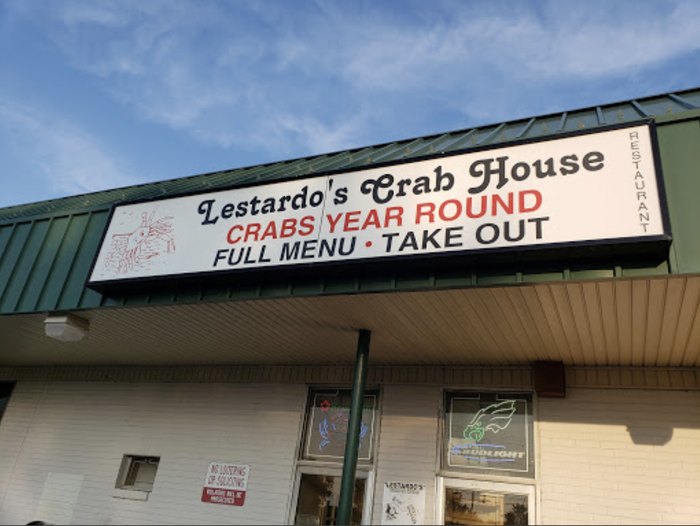 Lestardo's Crab House
CRABS YEAR ROUND
FULL MENU • TAKE OUT
RESTAURANT
NO LOITERING
OR SOLICITING
BUDLIGHT
LESTARDO'S